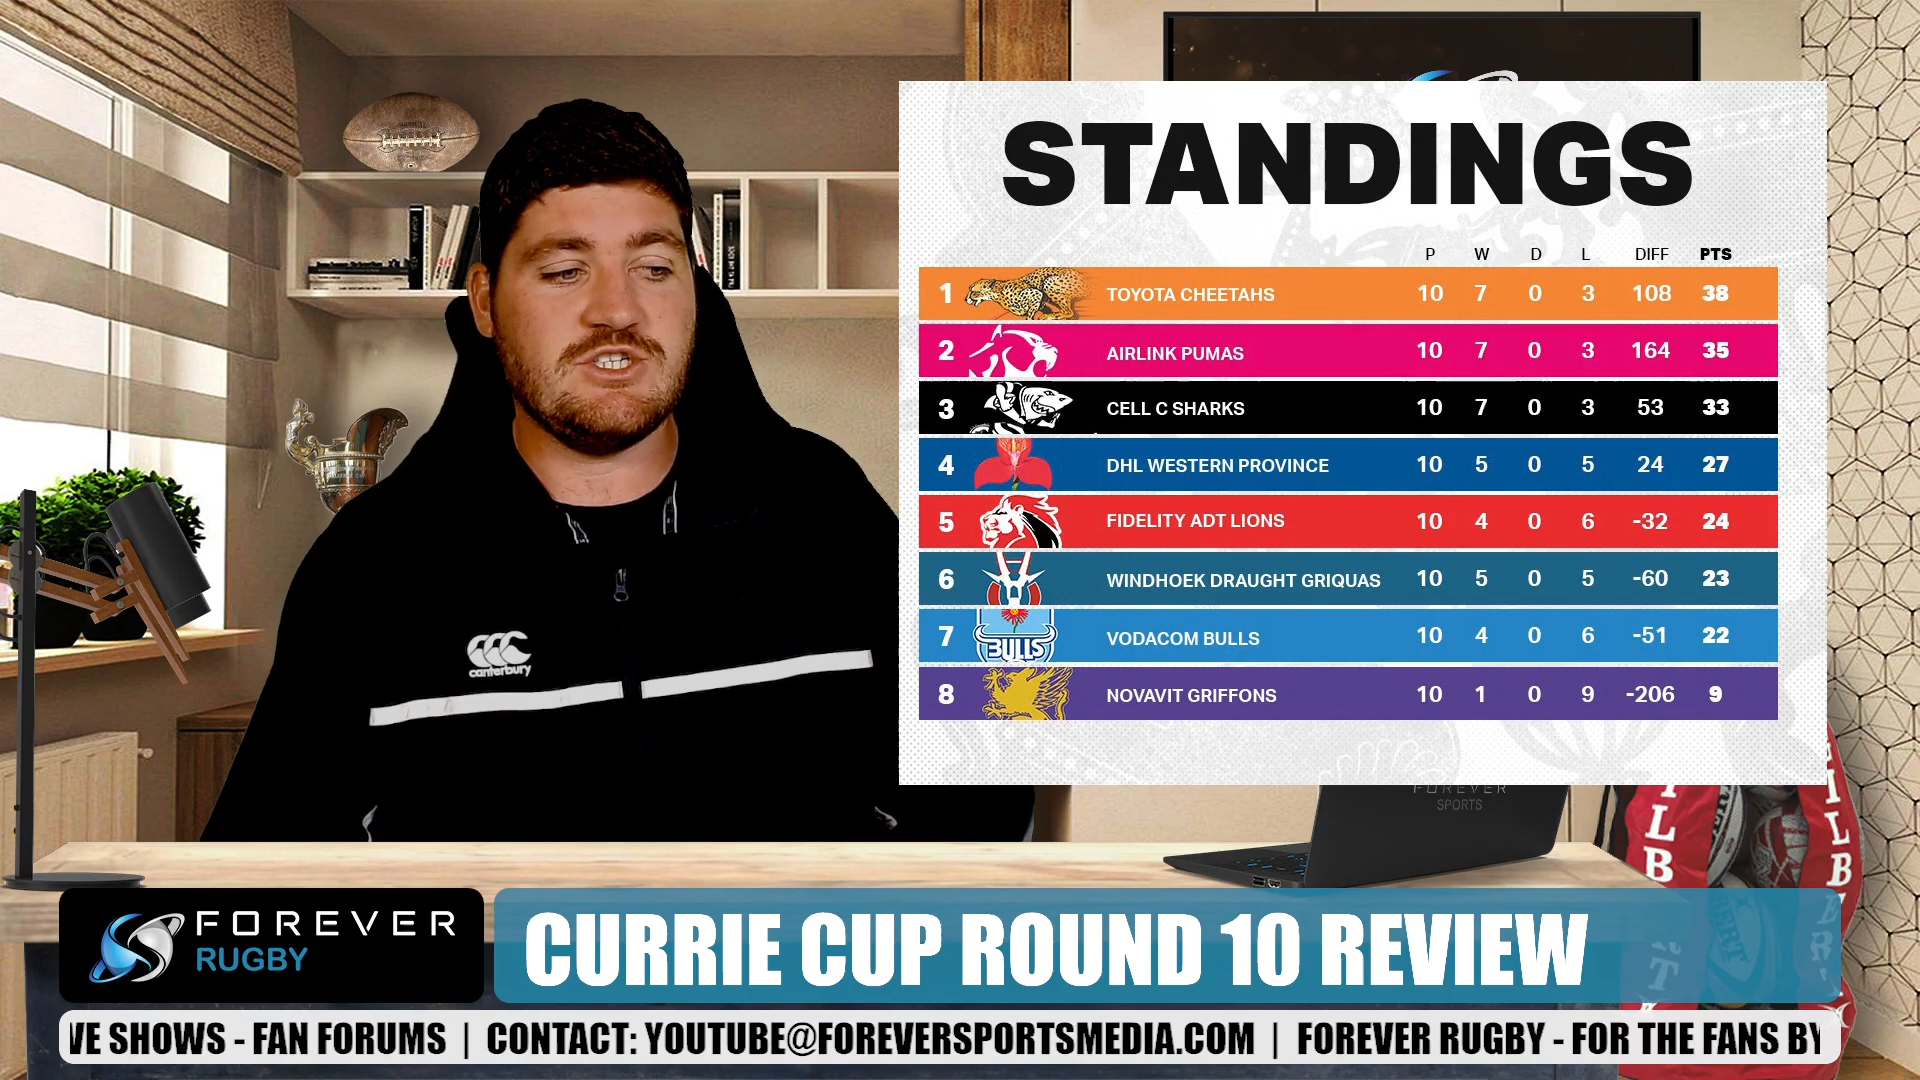 STANDINGS
P W D L DIFF PTS
1 TOYOTA CHEETAHS 10 7 0 3 108 38
2 AIRLINK PUMAS 10 7 0 3 164 35
3 CELL C SHARKS 10 7 0 3 53 33
4 DHL WESTERN PROVINCE 10 5 0 5 24 27
5 FIDELITY ADT LIONS 10 4 0 6 -32 24
6 WINDHOEK DRAUGHT GRIQUAS 10 5 0 5 -60 23
BULLS
7 VODACOM BULLS 10 4 0 6 -51 22
8 NOVAVIT GRIFFONS 10 1 0 9 -206 9
canterbury
FOREVER
SPORTS
FOREVER
RUGBY
CURRIE CUP ROUND 10 REVIEW
VE SHOWS - FAN FORUMS | CONTACT: YOUTUBE@FOREVERSPORTSMEDIA.COM | FOREVER RUGBY - FOR THE FANS BY